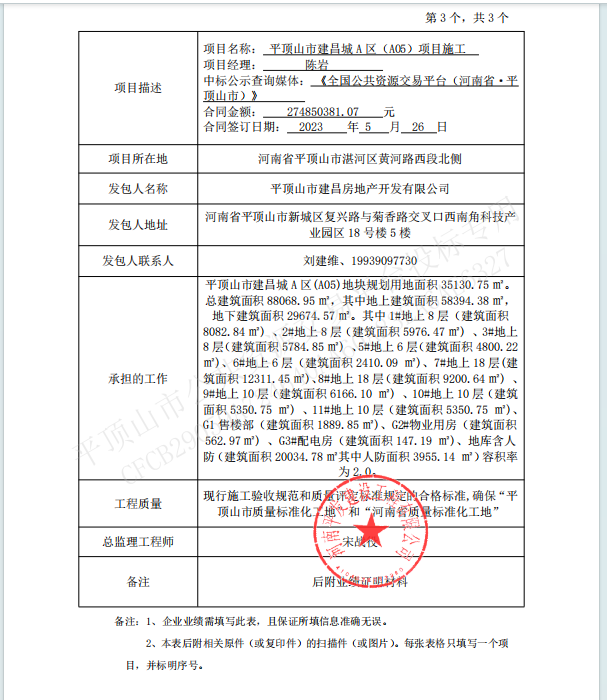 第 3 个，共 3 个
项目描述
项目名称：平顶山市建昌城 A 区（A05）项目施工
项目经理：陈岩
中标公示查询媒体：《全国公共资源交易平台（河南省·平
顶山市）》
合同金额：274850381.07 元
合同签订日期：2023 年 5 月 26 日
项目所在地
河南省平顶山市湛河区黄河路西段北侧
发包人名称
平顶山市建昌房地产开发有限公司
发包人地址
河南省平顶山市新城区复兴路与菊香路交叉口西南角科技产
业园区 18 号楼 5 楼
发包人联系人
刘建维、19939097730
承担的工作
平顶山市建昌城 A 区(A05)地块规划用地面积 35130.75 ㎡。
总建筑面积 88068.95 ㎡，其中地上建筑面积 58394.38 ㎡，
地下建筑面积 29674.57 ㎡。其中 1#地上 8 层（建筑面积
8082.84 ㎡）、2#地上 8 层（建筑面积 5976.47 ㎡）、3#地上
8 层(建筑面积 5784.85 ㎡）、5#地上 6 层(建筑面积 4800.22
㎡)、6#地上 6 层（建筑面积 2410.09 ㎡)、7#地上 18 层(建
筑面积 12311.45 ㎡)、8#地上 18 层(建筑面积 9200.64 ㎡）、
9#地上 10 层(建筑面积 6166.10 ㎡）、10#地上 10 层(建筑
面积 5350.75 ㎡）、11#地上 10 层(建筑面积 5350.75 ㎡)、
G1 售楼部（建筑面积 1889.85 ㎡)、G2#物业用房（建筑面积
562.97 ㎡）、G3#配电房（建筑面积 147.19 ㎡)、地库含人
防（建筑面积 20034.78 ㎡其中人防面积 3955.14 ㎡）容积率
为 2.0。
工程质量
现行施工验收规范和质量评定标准规定的合格标准,确保“平
顶山市质量标准化工地”和“河南省质量标准化工地”
总监理工程师
宋战役
备注
后附业绩证明材料
备注：1、企业业绩需填写此表，且保证所填信息准确无误。
2、本表后附相关原件（或复印件）的扫描件（或图片）。每张表格只填写一个项
目，并标明序号。